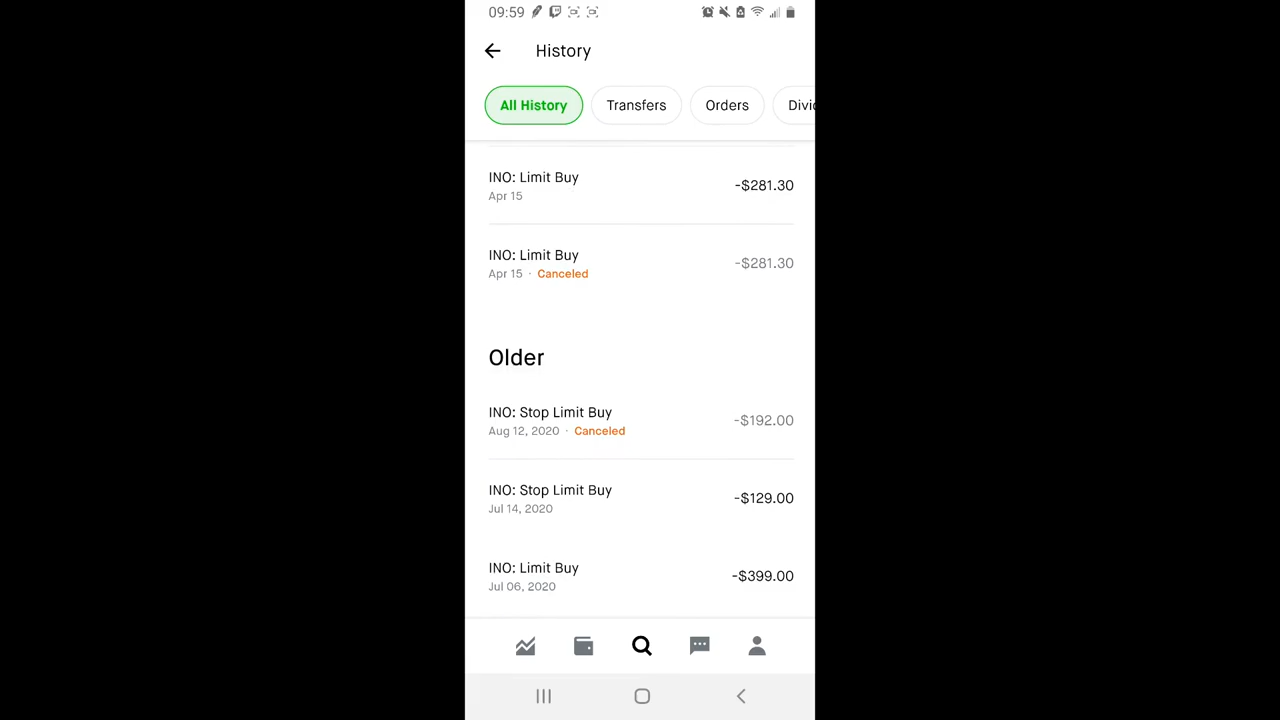 09:59
History
All History
Transfers
Orders
Divid
INO: Limit Buy
-$281.30
Apr 15
INO: Limit Buy
-$281.30
Apr 15 · Canceled
Older
INO: Stop Limit Buy
-$192.00
Aug 12, 2020 · Canceled
INO: Stop Limit Buy
-$129.00
Jul 14, 2020
INO: Limit Buy
-$399.00
Jul 06, 2020